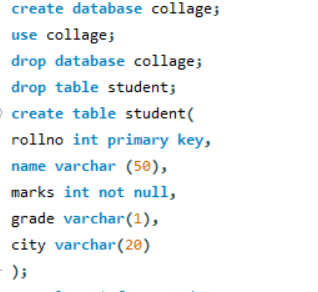 create database collage;
use collage;
drop database collage;
drop table student;
create table student(
rollno int primary key,
name varchar (50),
marks int not null,
grade varchar(1),
city varchar(20)
);